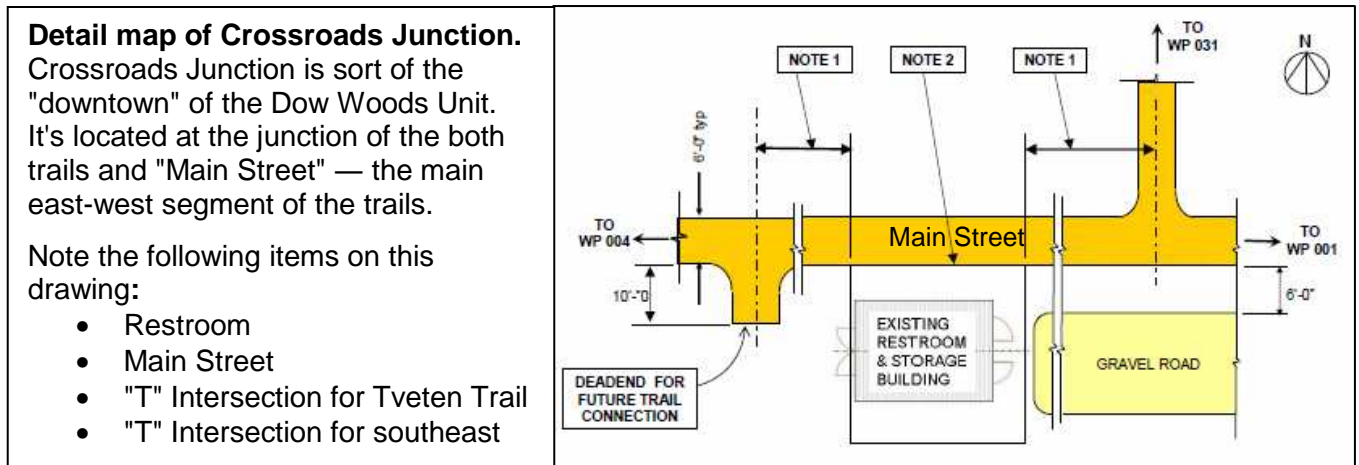 Detail map of Crossroads Junction.
Crossroads Junction is sort of the
"downtown" of the Dow Woods Unit.
It's located at the junction of the both
trails and "Main Street" — the main
east-west segment of the trails.
Note the following items on this
drawing:
• Restroom
• Main Street
• "T" Intersection for Tveten Trail
• "T" Intersection for southeast
TO
WP 031
N
NOTE 1
NOTE 2
NOTE 1
6'-0" typ
TO
WP 004
Main Street
TO
WP 001
10'-"0
6'-0"
EXISTING
RESTROOM
& STORAGE
BUILDING
GRAVEL ROAD
DEADEND FOR
FUTURE TRAIL
CONNECTION